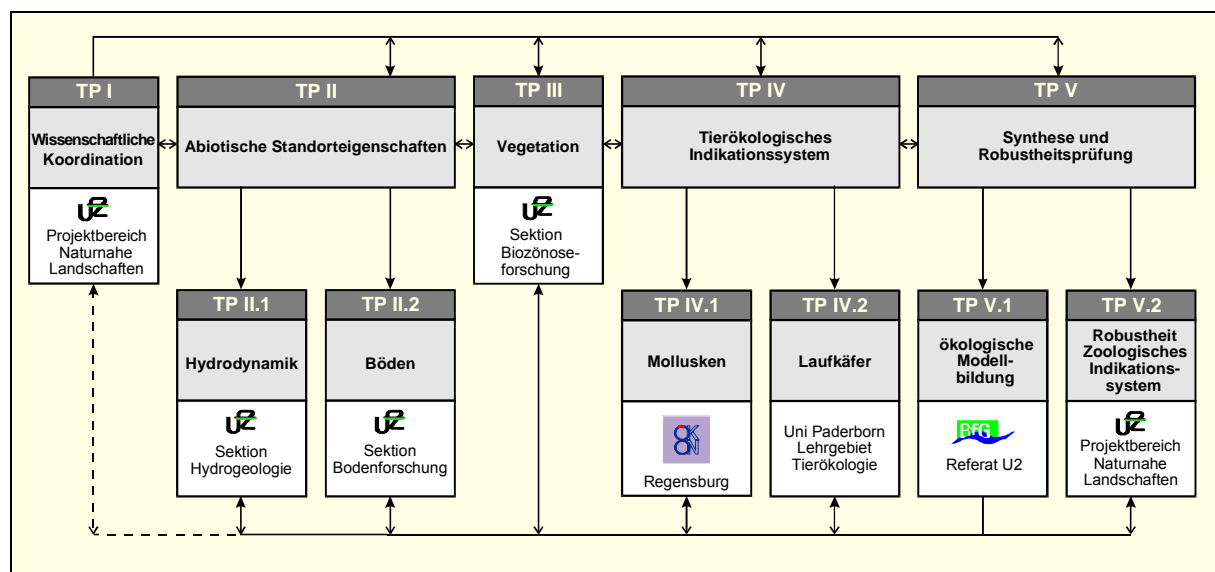 TP I
Wissenschaftliche
Koordination
UFZ
Projektbereich
Naturnahe
Landschaften
TP II
Abiotische Standorteigenschaften
TP III
Vegetation
UFZ
Sektion
Biozönose-
forschung
TP IV
Tierökologisches
Indikationssystem
TP V
Synthese und
Robustheitsprüfung
TP II.1
Hydrodynamik
UFZ
Sektion
Hydrogeologie
TP II.2
Böden
UFZ
Sektion
Bodenforschung
TP IV.1
Mollusken
Regensburg
TP IV.2
Laufkäfer
Uni Paderborn
Lehrgebiet
Tierökologie
TP V.1
ökologische
Modell-
bildung
BfG
Referat U2
TP V.2
Robustheit
Zoologisches
Indikations-
system
UFZ
Projektbereich
Naturnahe
Landschaften